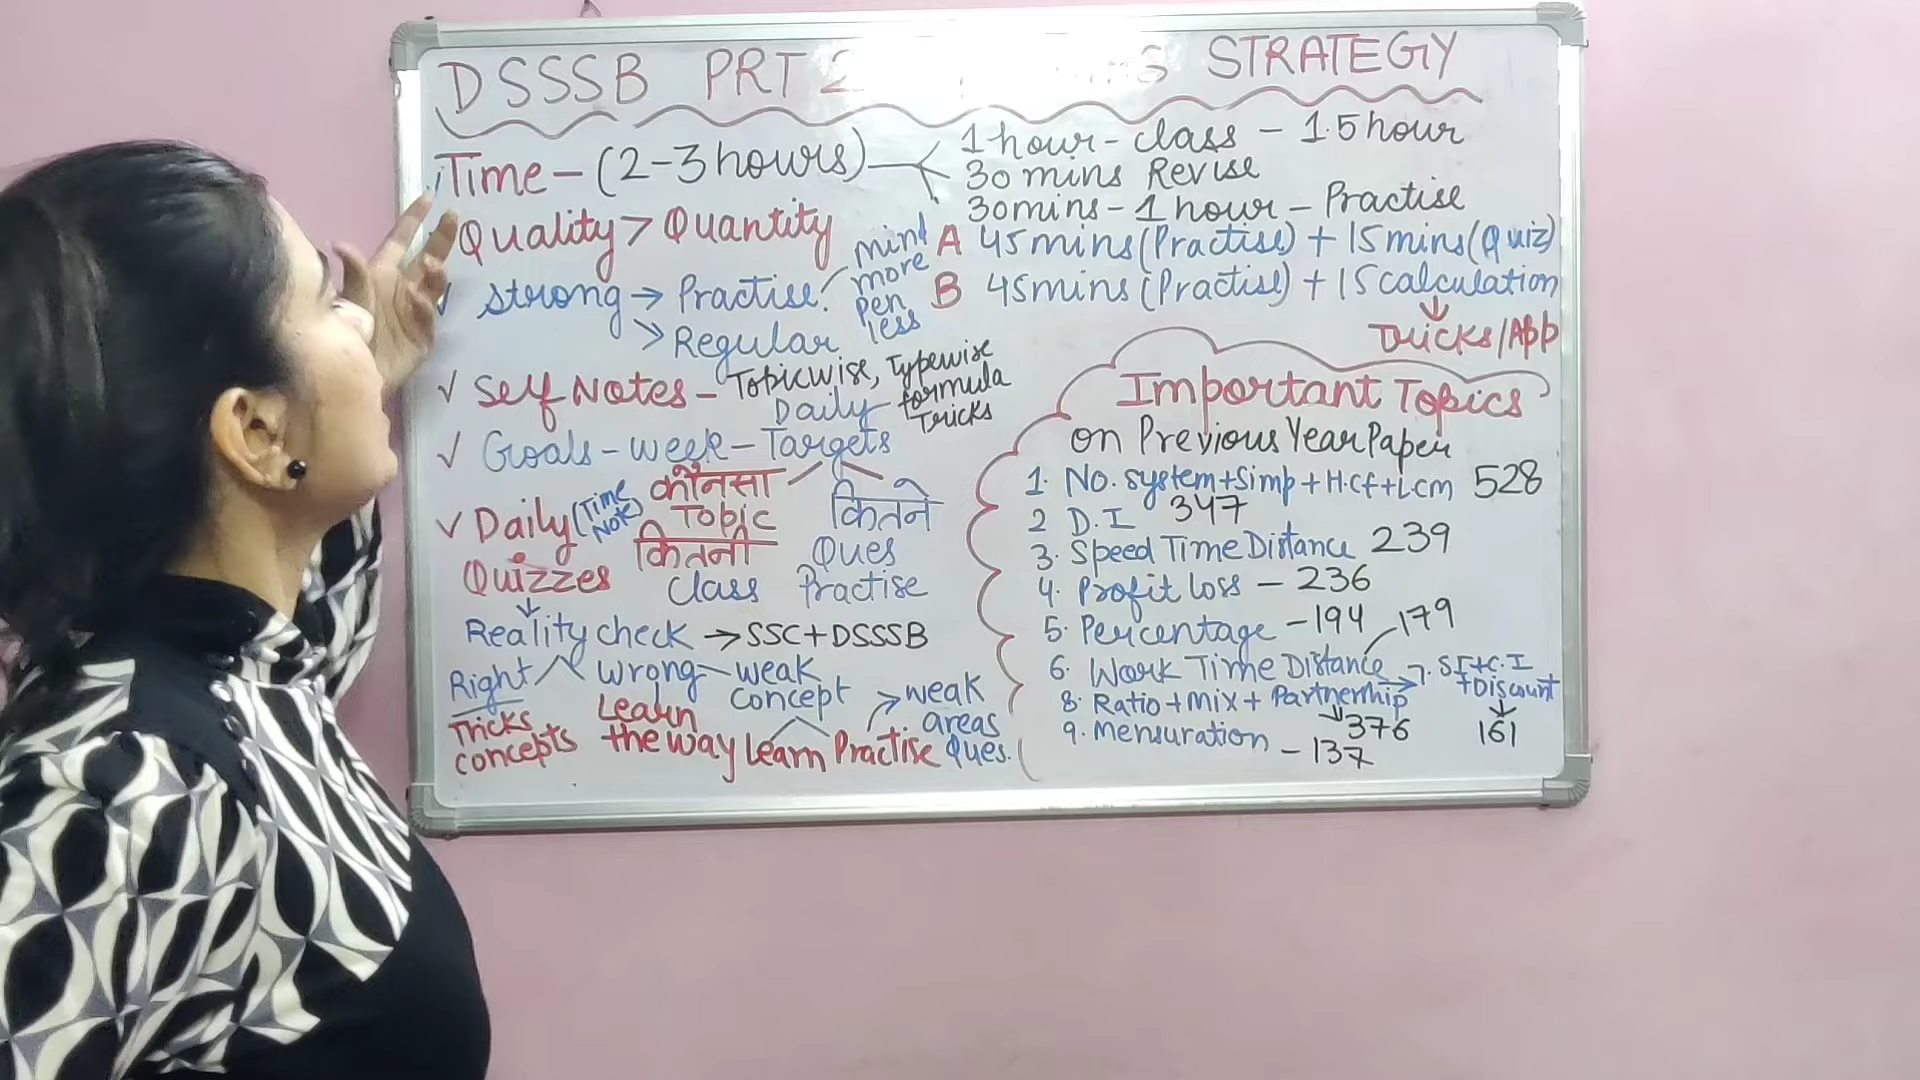 DSSSB PRT STRATEGY
Time - (2-3 hours)
1 hour - class - 1.5 hour
30 mins Revise
30mins - 1 hour - Practise
Quality > Quantity
A 45 mins (Practise) + 15 mins (Quiz)
B 45mins (Practise) + 15 calculation
Tricks/App
✓ strong → Practise!
mind
more
pen
less
→ Regular
✓ Self Notes - Topicwise, Typewise
Daily - formula
Tricks
✓ Goals - week - Targets
कौनसा
Topic
कितनी
Class
कितने
Ques
Practise
✓ Daily (Time
Note)
Quizzes
↓
Reality check → SSC + DSSSB
Right
Tricks
concepts
wrong - weak
concept
Learn
the way
Learn Practise
→ weak
areas
Ques.
Important Topics
on Previous Year Paper
1. No. system + Simp + H.Cf + L.cm 528
2 D.I 347
3. Speed Time Distance 239
4. Profit loss - 236
5. Percentage - 194
6. Work Time Distance - 179
→ 7. S.I + C.I
+ Discount
↓
161
8. Ratio + mix + Partnership
↓ 376
9. Mensuration - 137